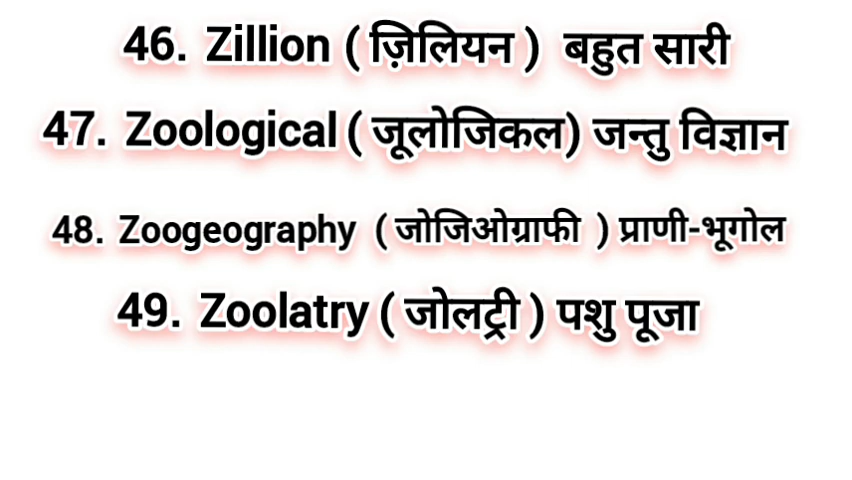 46. Zillion ( ज़िलियन ) बहुत सारी
47. Zoological ( जूलोजिकल) जन्तु विज्ञान
48. Zoogeography ( जोजिओग्राफी ) प्राणी-भूगोल
49. Zoolatry ( जोलट्री ) पशु पूजा